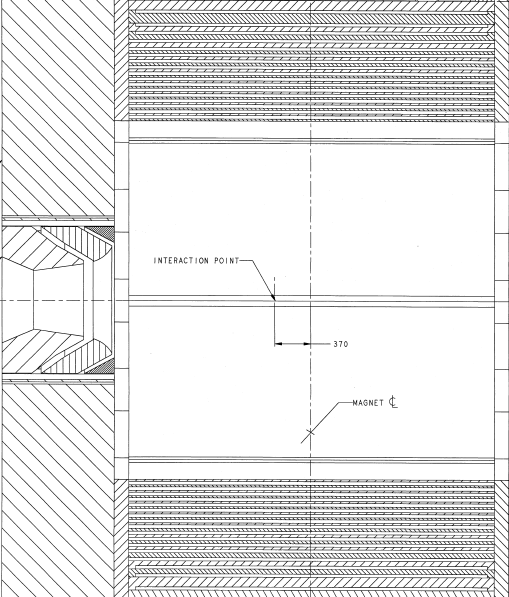 INTERACTION POINT
370
MAGNET ℄